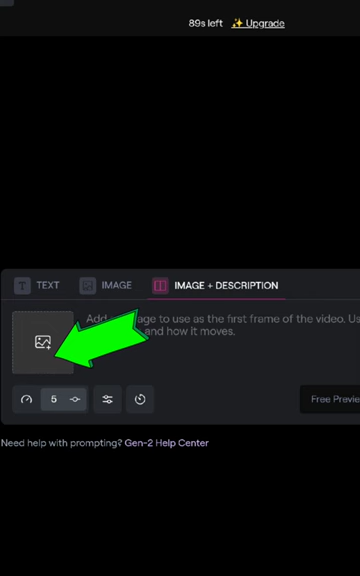 89s left ✨ Upgrade
T TEXT IMAGE IMAGE + DESCRIPTION
Add age to use as the first frame of the video. Us
and how it moves.
5
Free Previe
Need help with prompting? Gen-2 Help Center